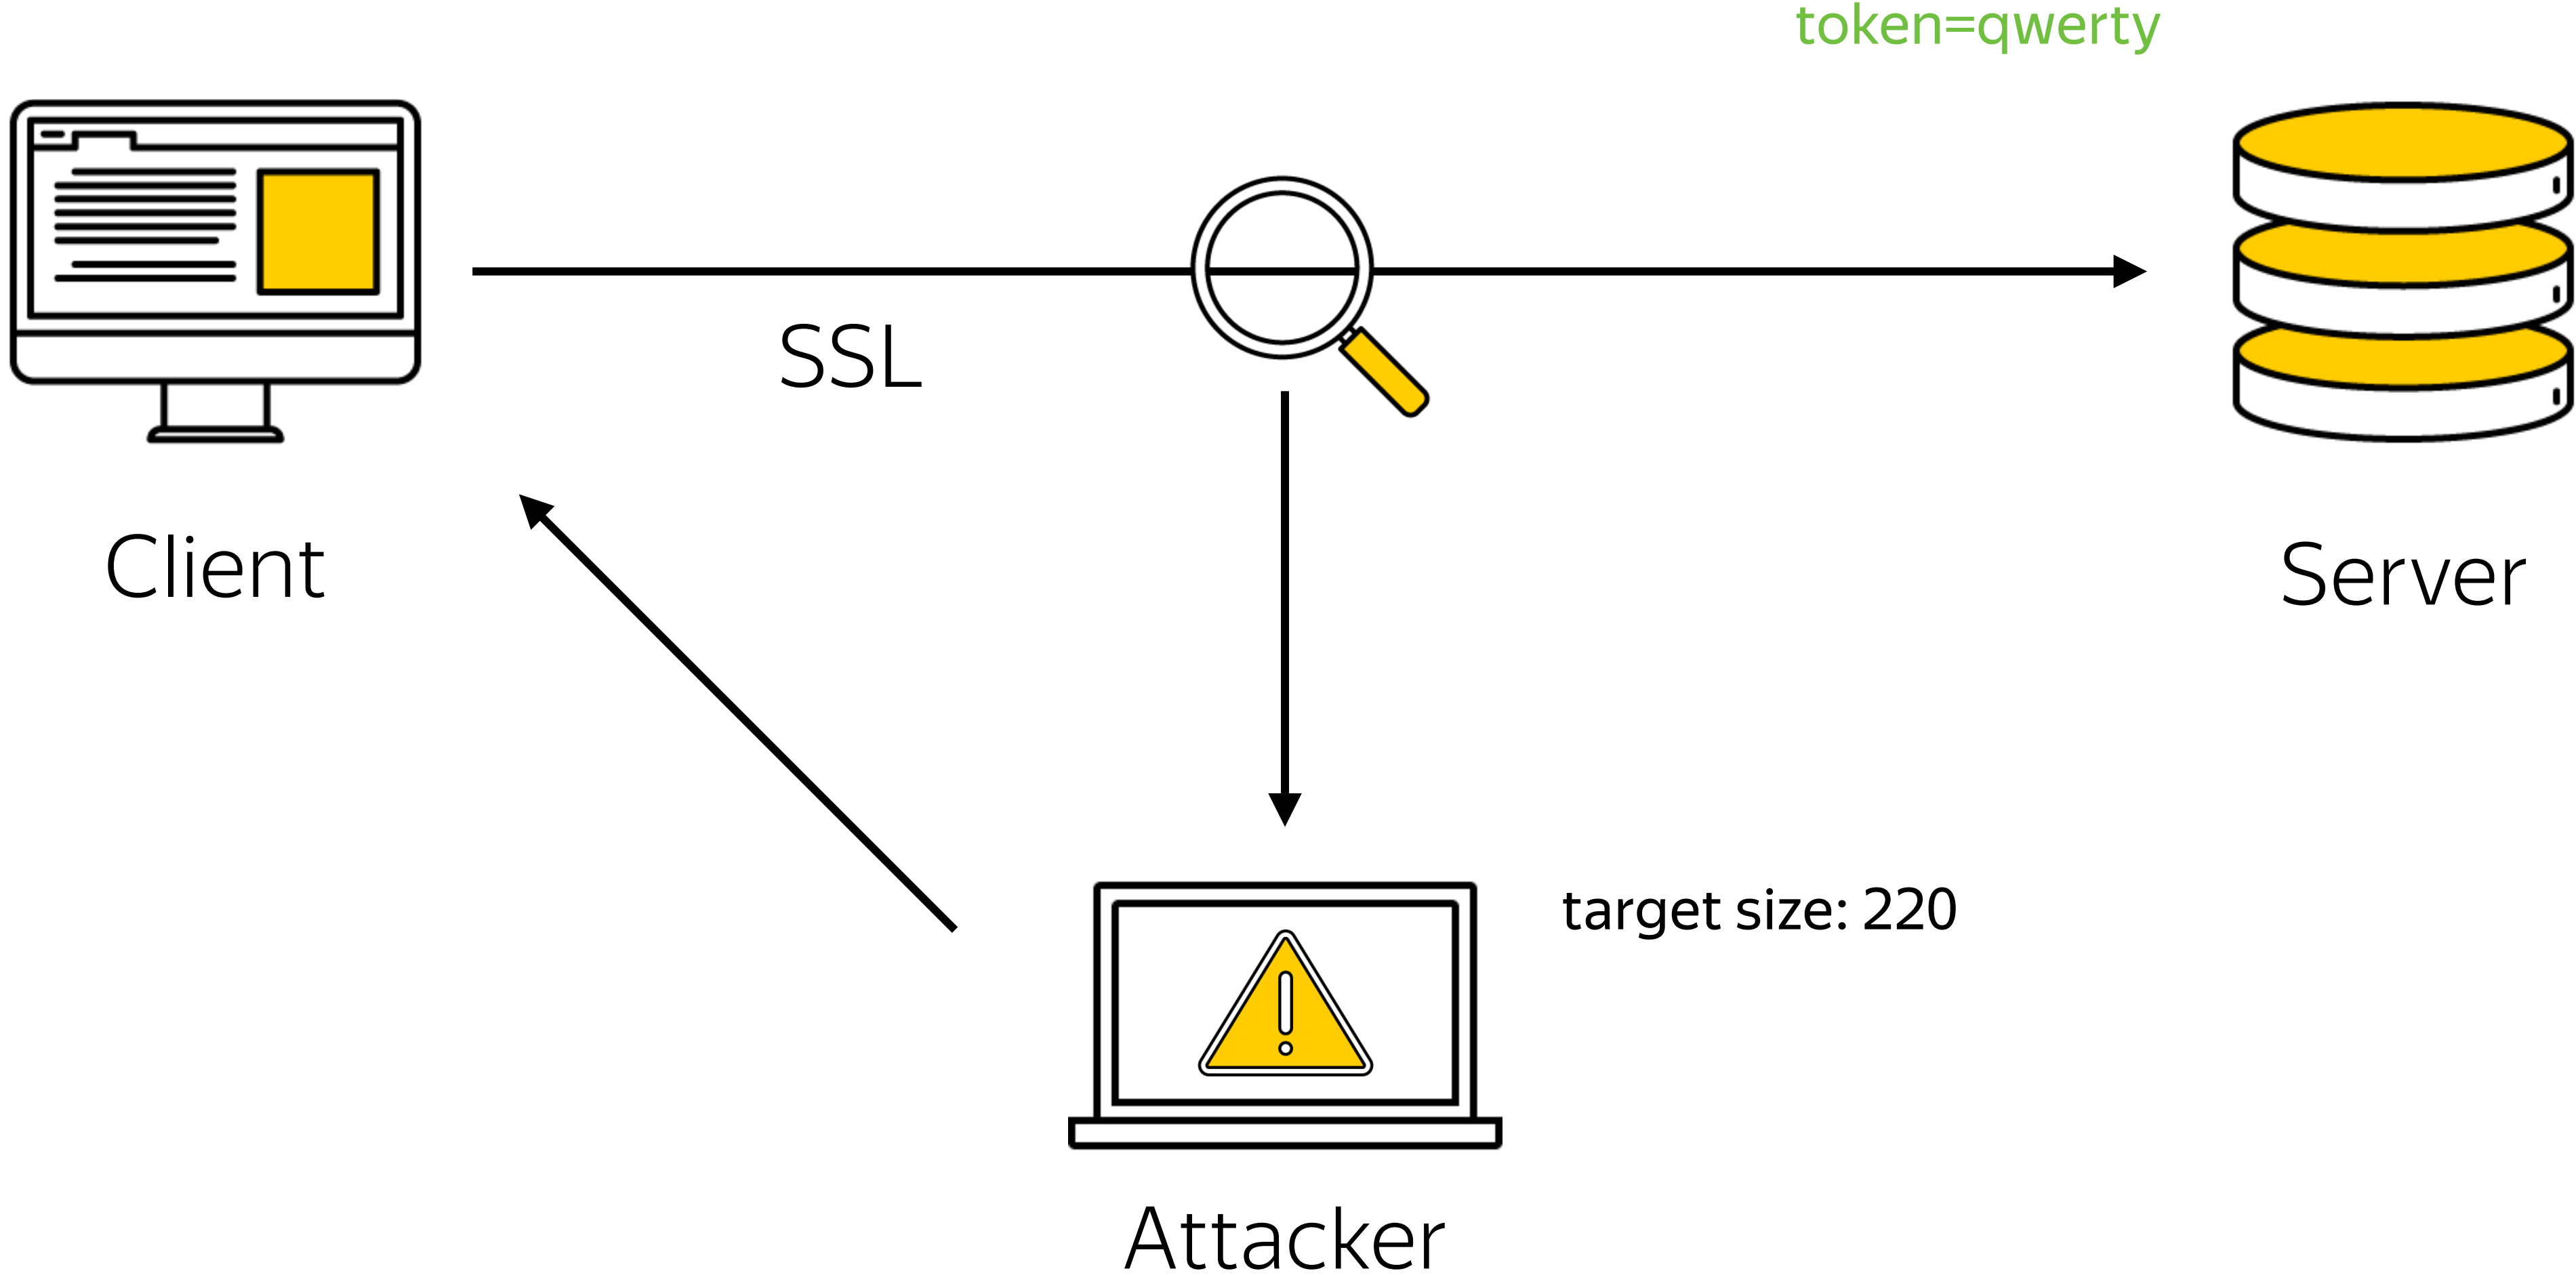 token=qwerty
SSL
Client
Server
target size: 220
Attacker